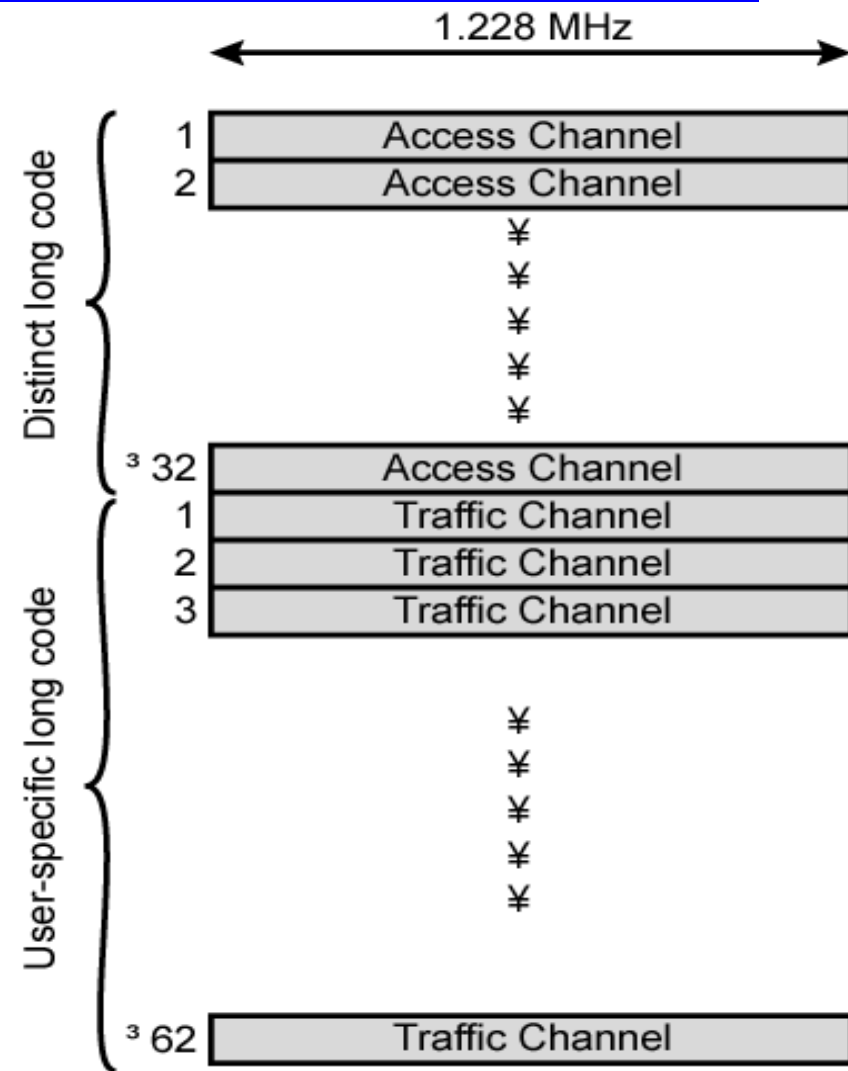 1.228 MHz
Distinct long code
1 Access Channel
2 Access Channel
¥
¥
¥
¥
¥
³ 32 Access Channel
User-specific long code
1 Traffic Channel
2 Traffic Channel
3 Traffic Channel
¥
¥
¥
¥
¥
³ 62 Traffic Channel